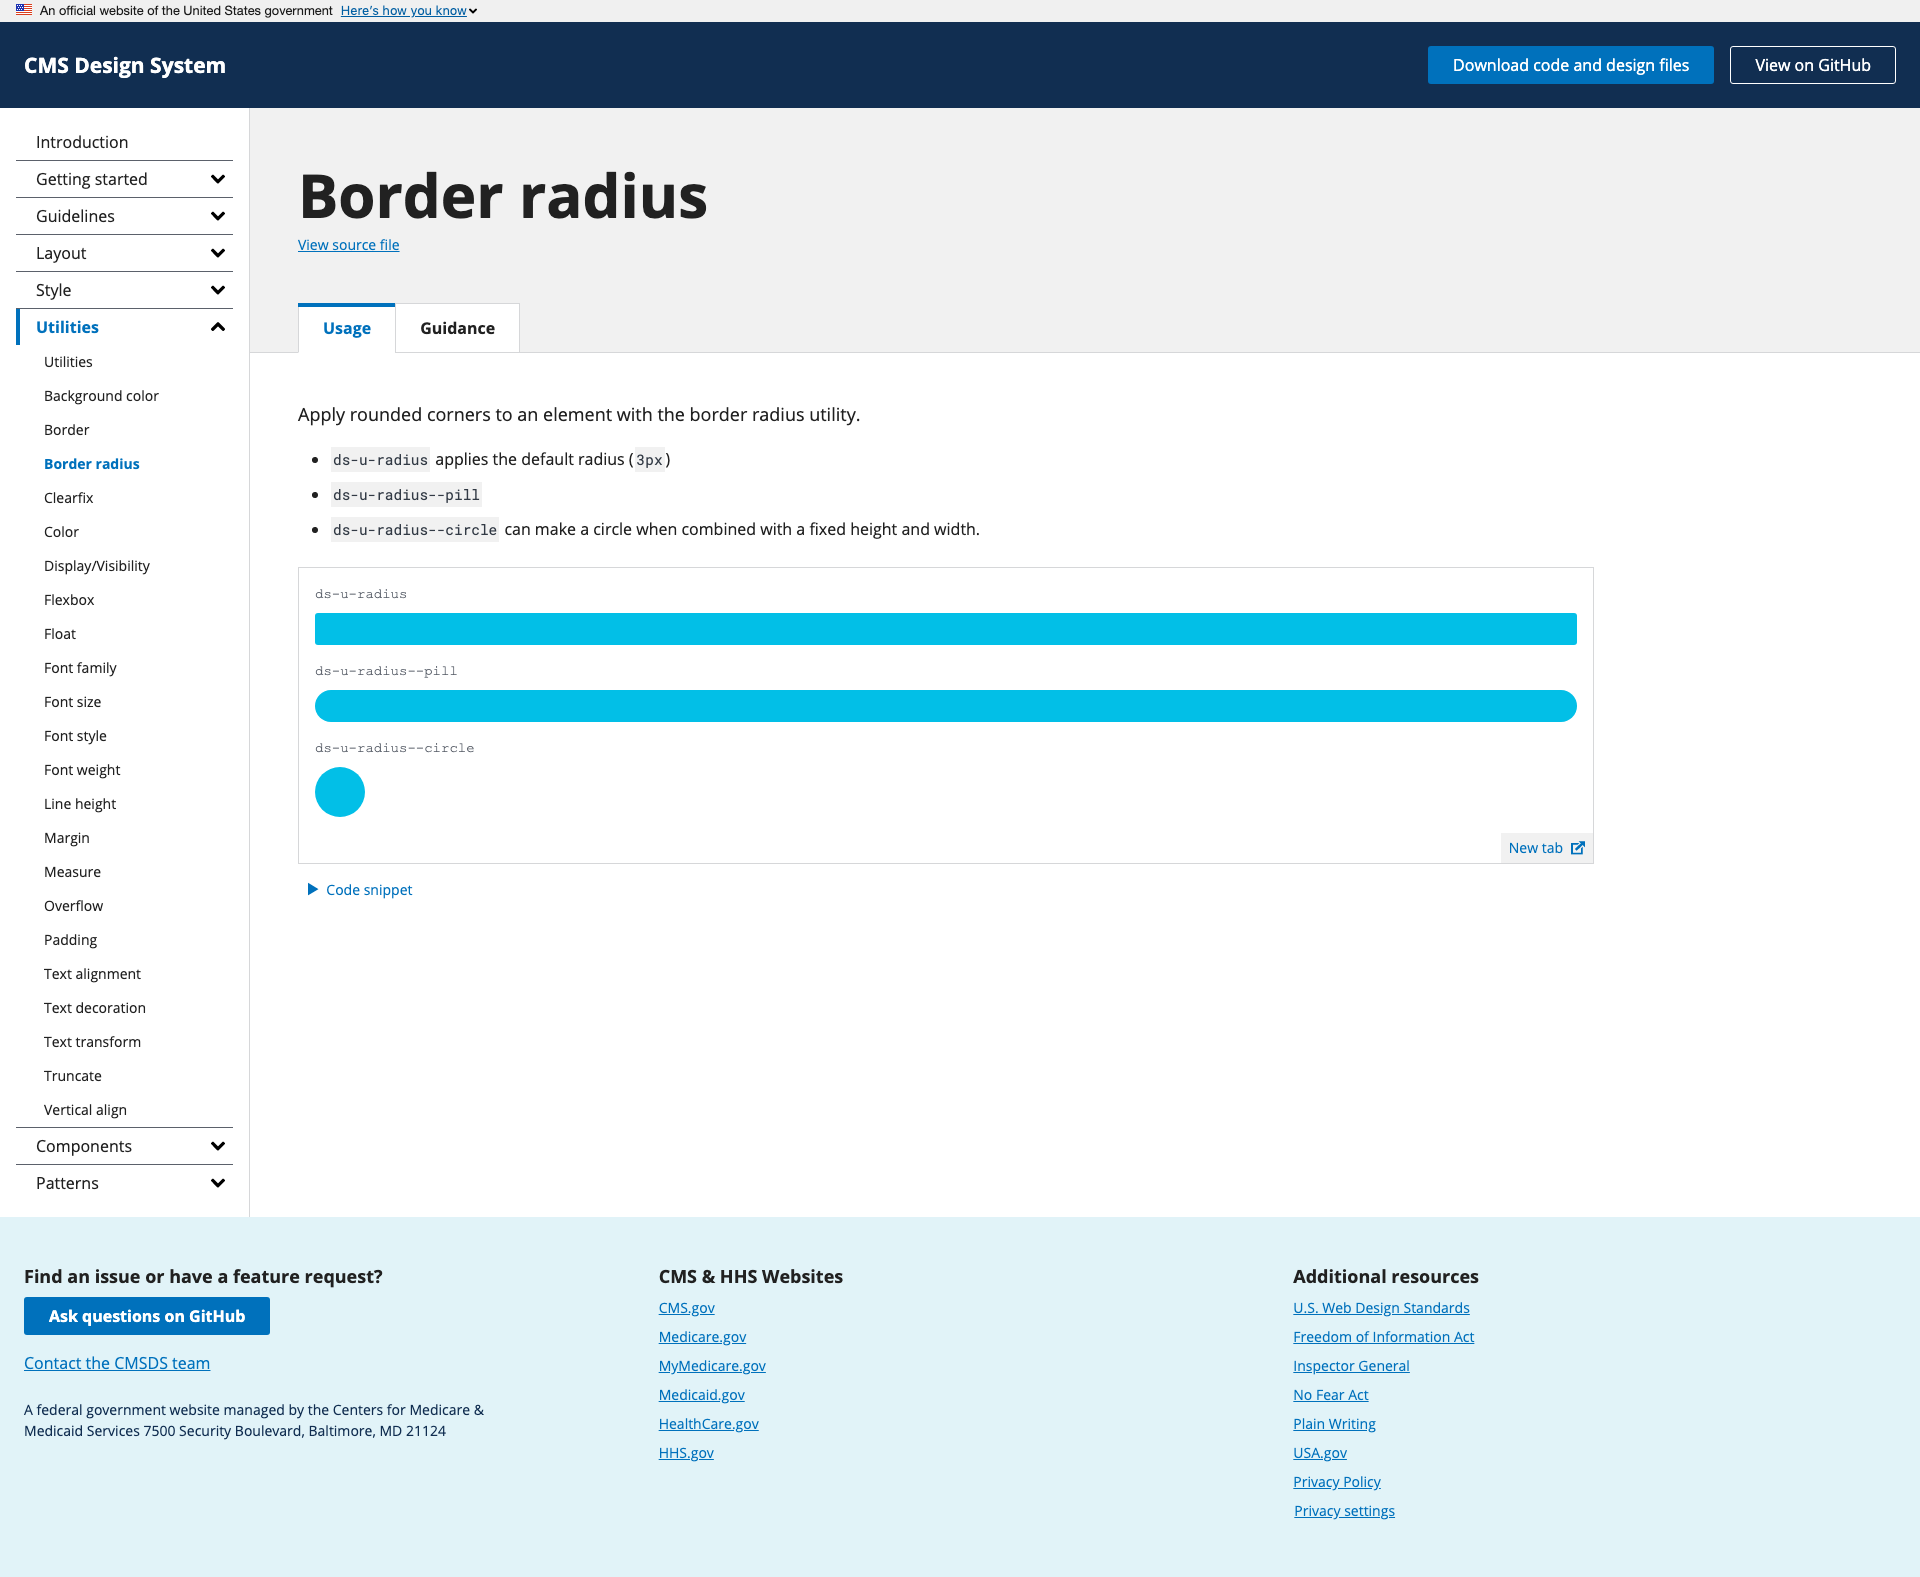 An official website of the United States government Here's how you know
CMS Design System
Download code and design files
View on GitHub
Introduction
Getting started
Guidelines
Layout
Style
Utilities
Utilities
Background color
Border
Border radius
Clearfix
Color
Display/Visibility
Flexbox
Float
Font family
Font size
Font style
Font weight
Line height
Margin
Measure
Overflow
Padding
Text alignment
Text decoration
Text transform
Truncate
Vertical align
Components
Patterns
Border radius
View source file
Usage
Guidance
Apply rounded corners to an element with the border radius utility.
ds-u-radius applies the default radius (3px)
ds-u-radius--pill
ds-u-radius--circle can make a circle when combined with a fixed height and width.
ds-u-radius
ds-u-radius--pill
ds-u-radius--circle
New tab
Code snippet
Find an issue or have a feature request?
Ask questions on GitHub
Contact the CMSDS team
A federal government website managed by the Centers for Medicare &
Medicaid Services 7500 Security Boulevard, Baltimore, MD 21124
CMS & HHS Websites
CMS.gov
Medicare.gov
MyMedicare.gov
Medicaid.gov
HealthCare.gov
HHS.gov
Additional resources
U.S. Web Design Standards
Freedom of Information Act
Inspector General
No Fear Act
Plain Writing
USA.gov
Privacy Policy
Privacy settings